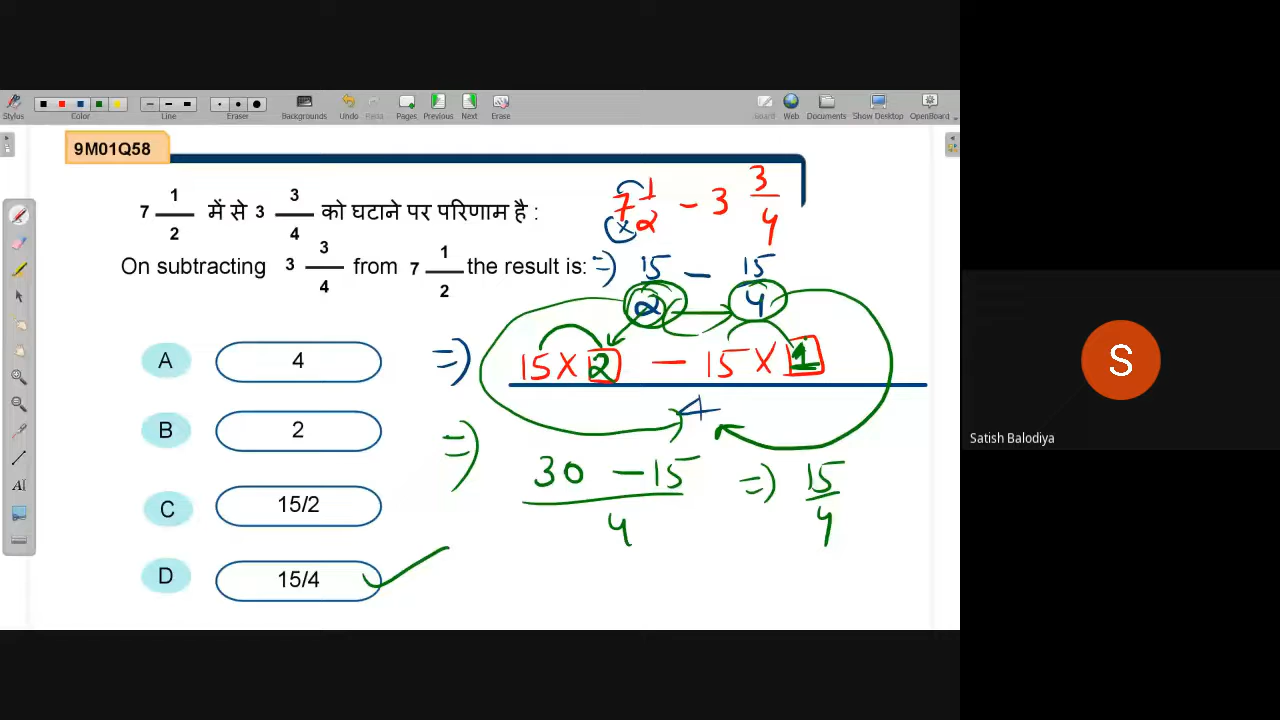 Stylus Color Line Eraser Backgrounds Undo Redo Pages Previous Next Erase Board Web Documents Show Desktop OpenBoard
9M01Q58
7 1/2 में से 3 3/4 को घटाने पर परिणाम है :
On subtracting 3 3/4 from 7 1/2 the result is:
A 4
B 2
C 15/2
D 15/4
7 1/2 - 3 3/4
=> 15/2 - 15/4
=> 15 x 2 - 15 x 1
4
=> 30 - 15 / 4 => 15/4
S
Satish Balodiya